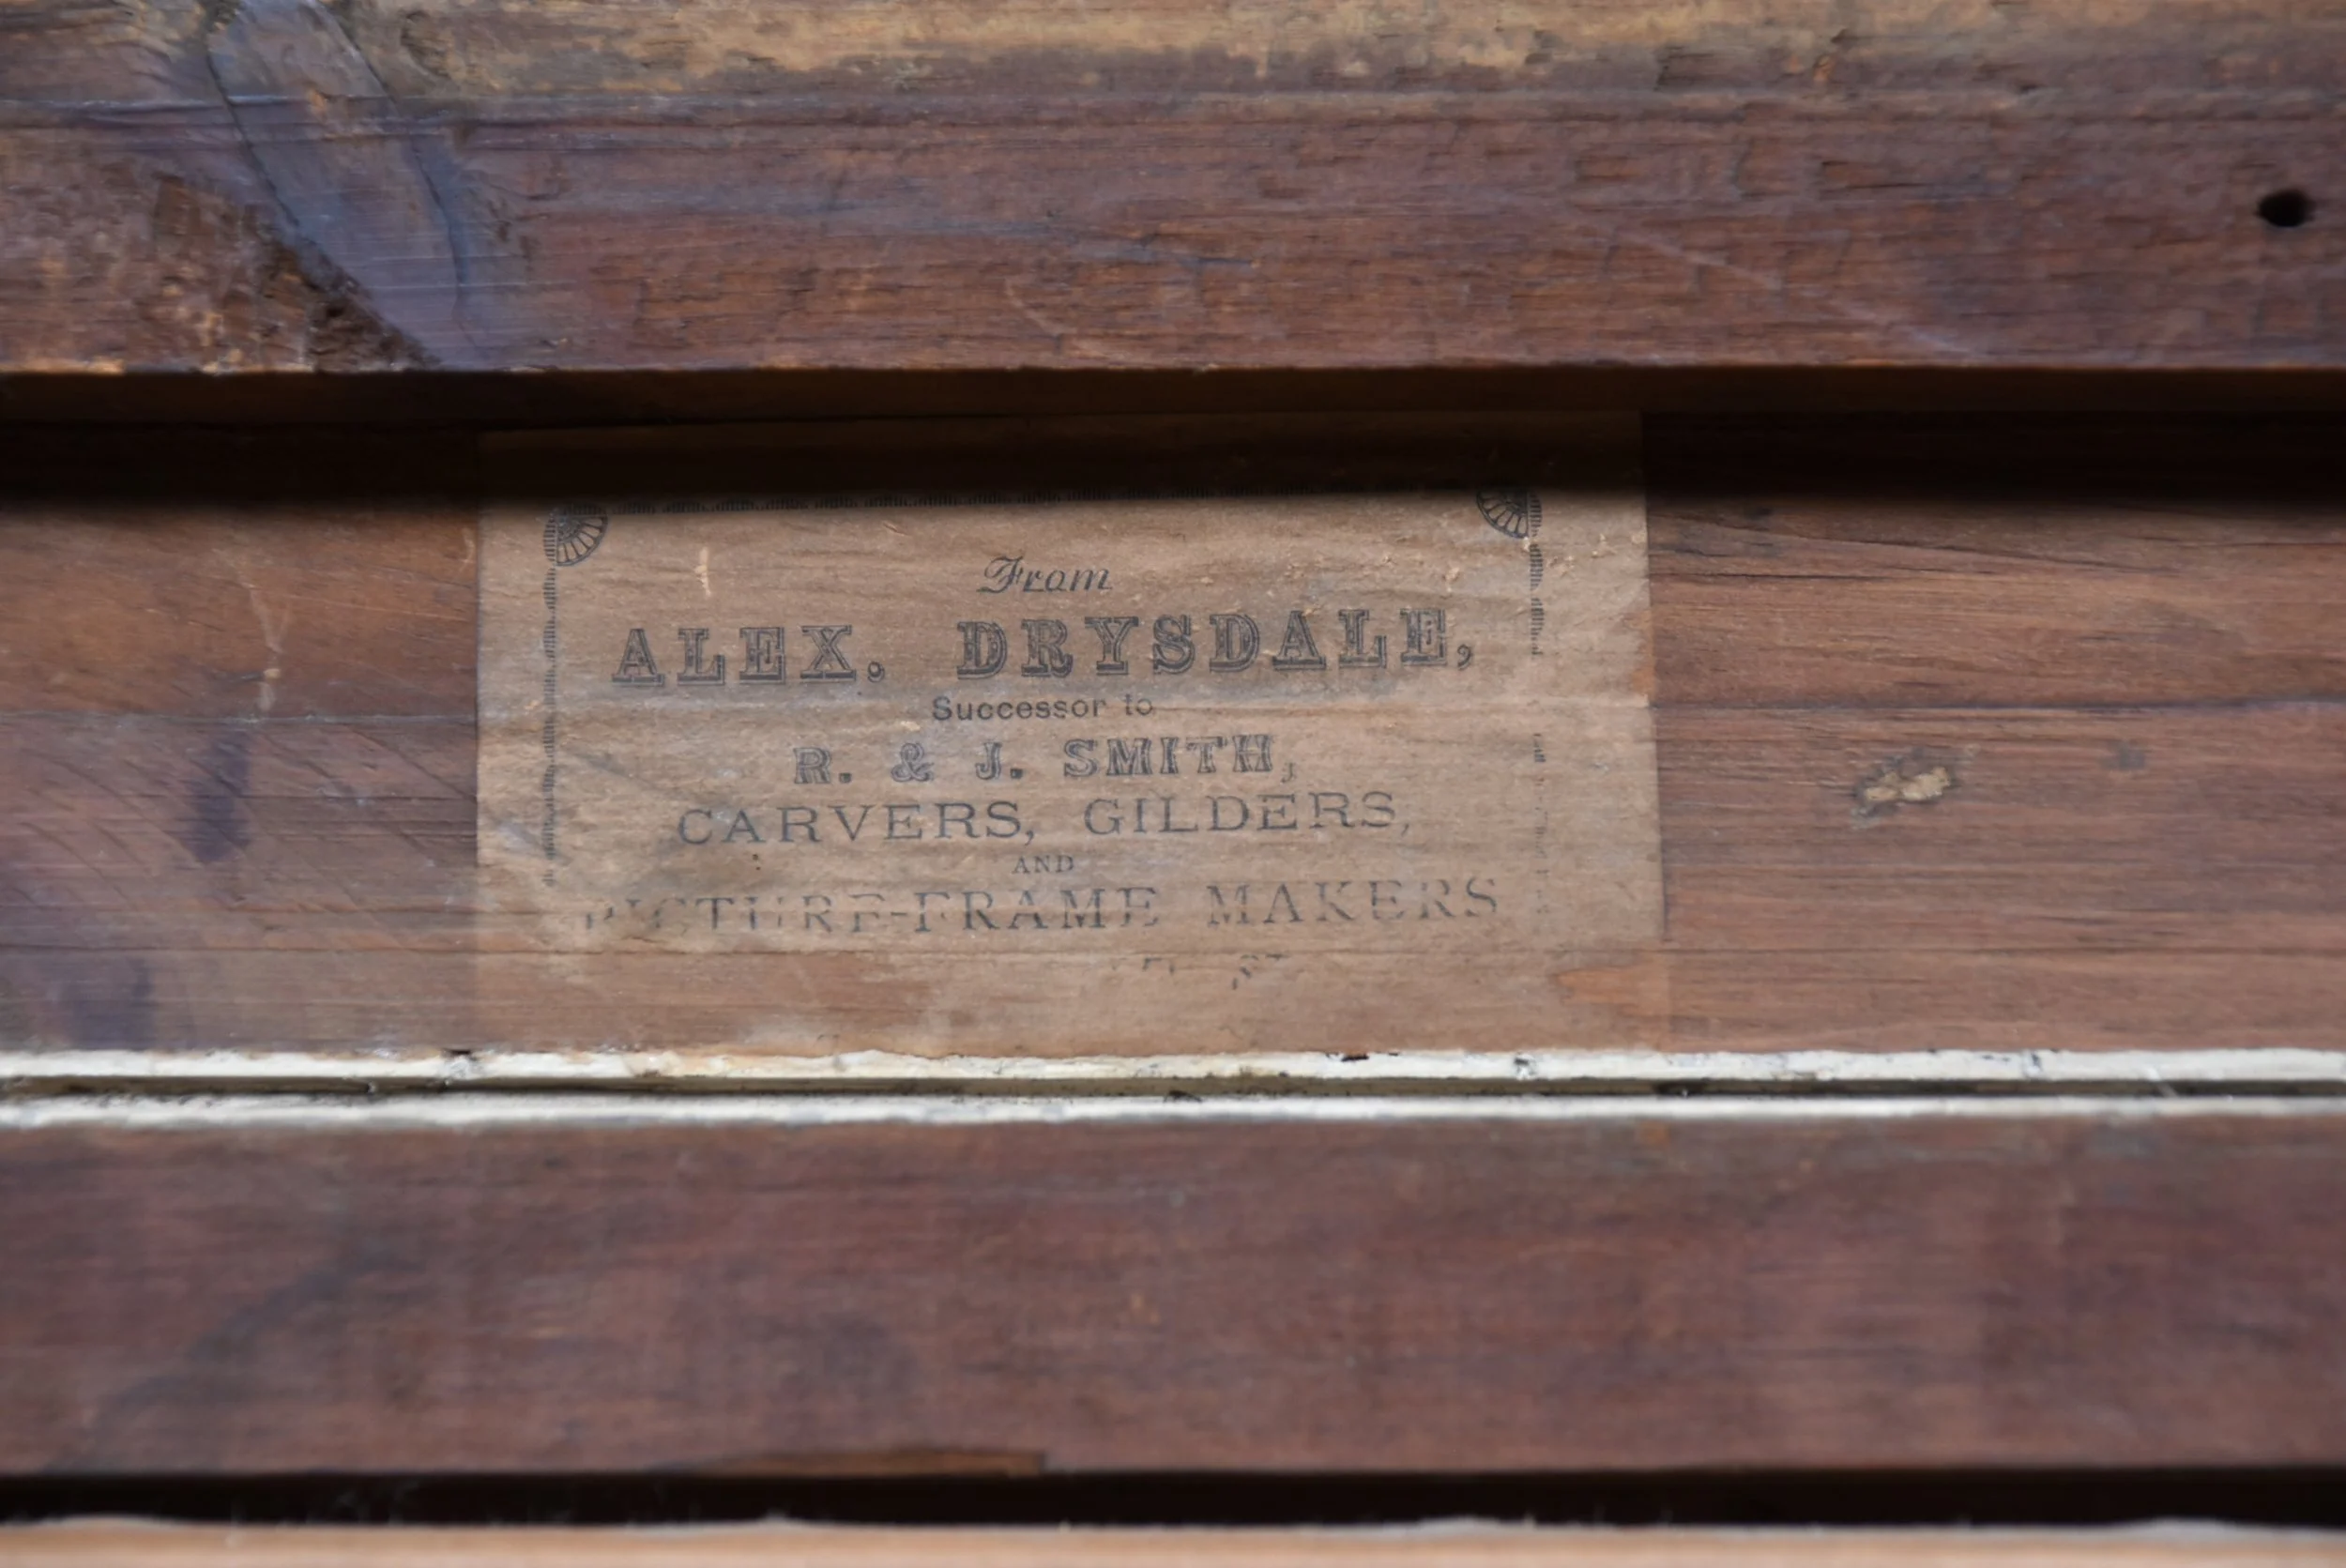 From
ALEX. DRYSDALE,
Successor to
R. & J. SMITH,
CARVERS, GILDERS,
AND
PICTURE-FRAME MAKERS